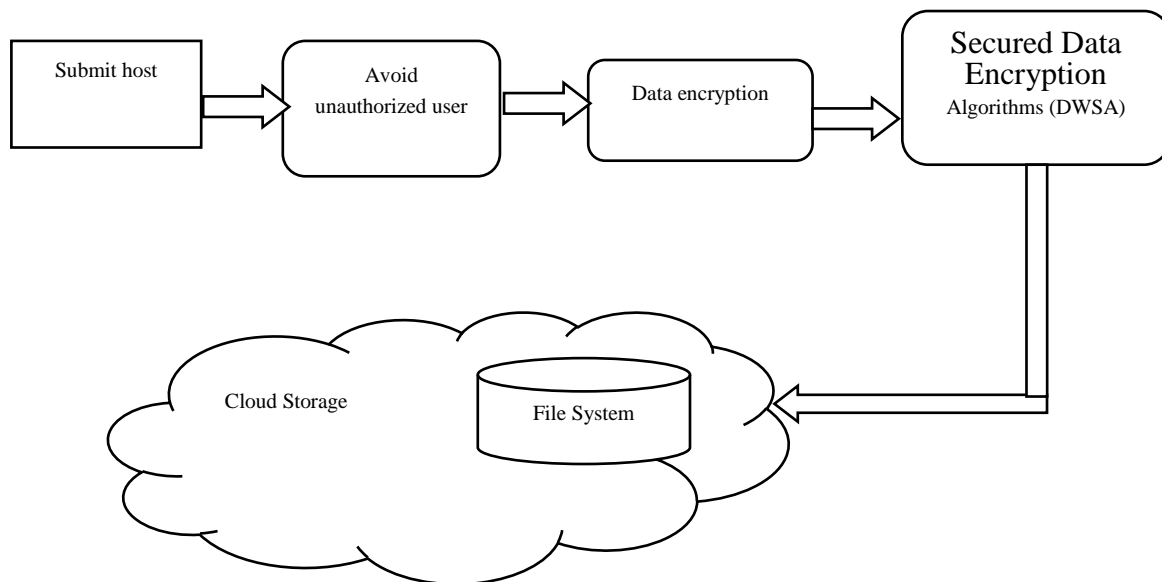 Submit host
Avoid
unauthorized user
Data encryption
Secured Data
Encryption
Algorithms (DWSA)
Cloud Storage
File System